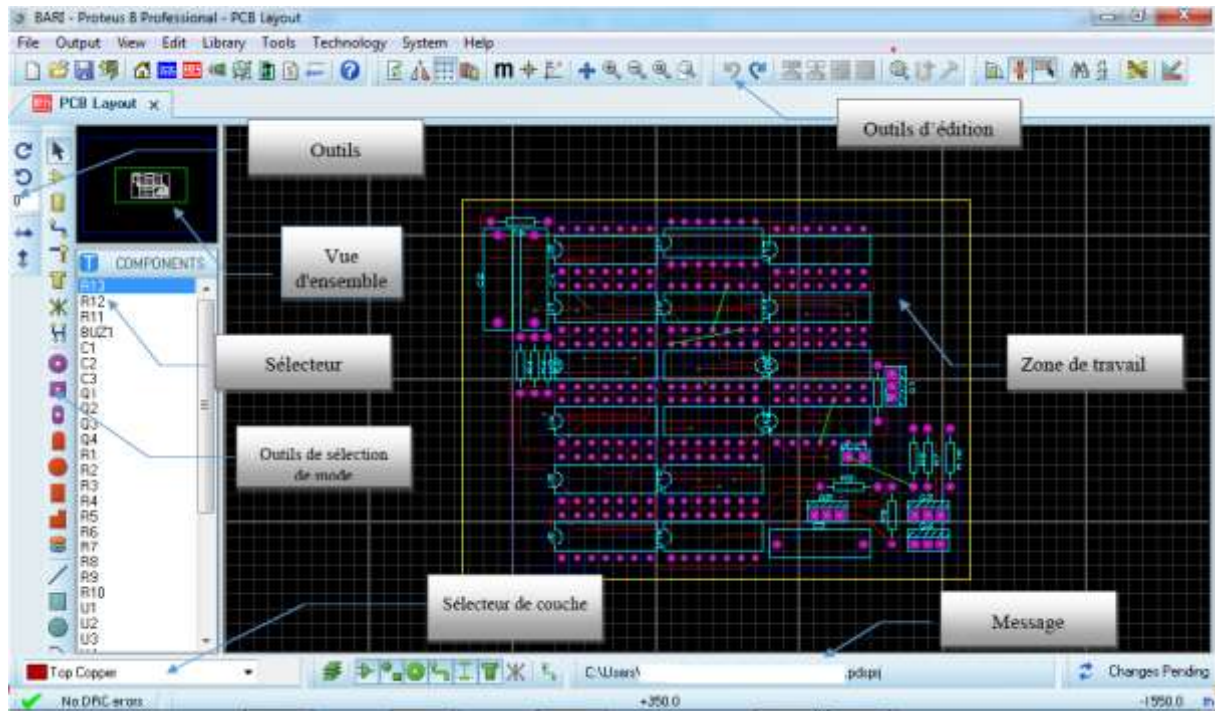 BARI - Proteus 8 Professional - PCB Layout
File Output View Edit Library Tools Technology System Help
PCB Layout x
Outils d'édition
Outils
0
Vue
d'ensemble
COMPONENTS
R13
R12
R11
BUZ1
C1
C2
C3
Q1
Q2
Q3
Q4
R1
R2
R3
R4
R5
R6
R7
R8
R9
R10
U1
U2
U3
Sélecteur
Zone de travail
Outils de sélection
de mode
Sélecteur de couche
Message
Top Copper
C:\Users\ .pdsprj
Changes Pending
No DRC errors
+350.0
-1550.0